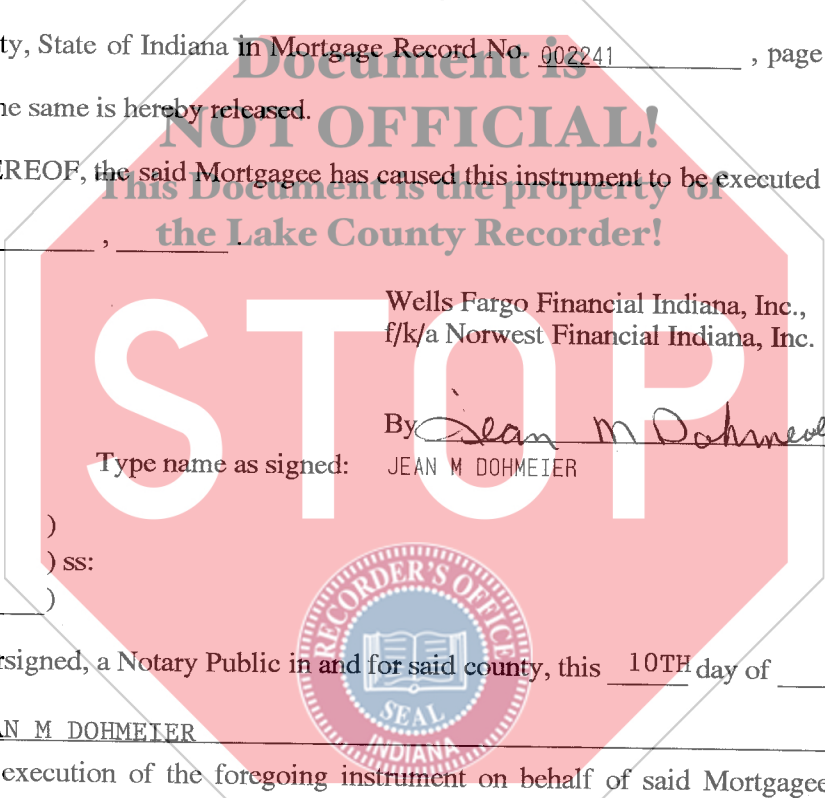 ty, State of Indiana in Mortgage Record No. 002241 , page
Document is
he same is hereby released.
NOT OFFICIAL!
EREOF, the said Mortgagee has caused this instrument to be executed
This Document is the property of
the Lake County Recorder!
, .
Wells Fargo Financial Indiana, Inc.,
f/k/a Norwest Financial Indiana, Inc.
By Jean M Dohmei
Type name as signed: JEAN M DOHMEIER
STOP
)
) ss:
)
RECORDER'S OFFICE
rsigned, a Notary Public in and for said county, this 10TH day of
SEAL
AN M DOHMEIER
INDIANA
execution of the foregoing instrument on behalf of said Mortgagee